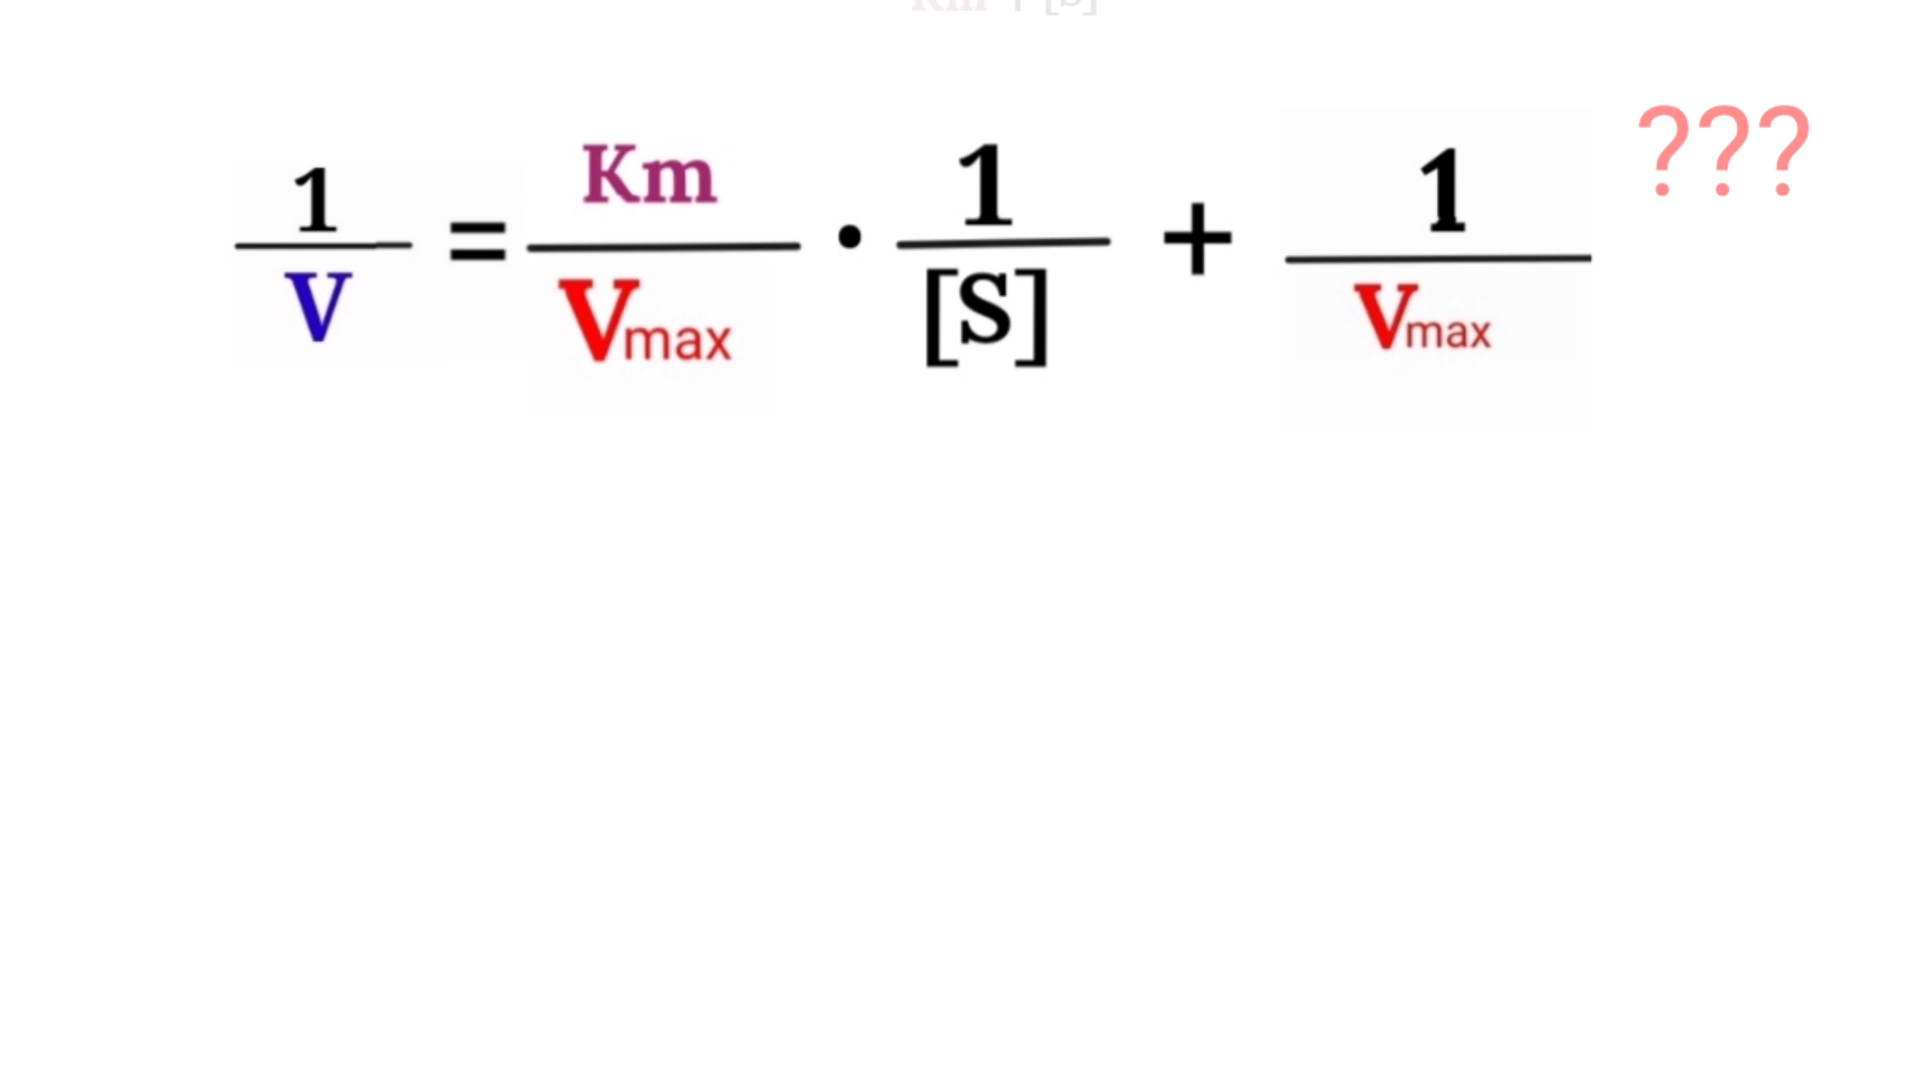 1/V = Km/Vmax · 1/[S] + 1/Vmax ???